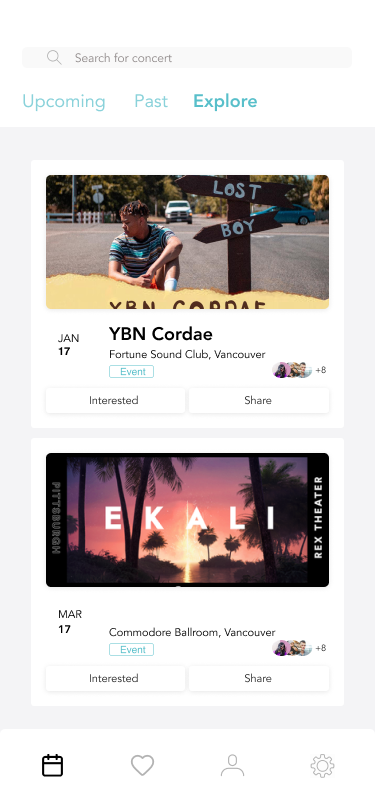 Search for concert
Upcoming Past Explore
LOST
BOY
YBN CORDAE
JAN
17
YBN Cordae
Fortune Sound Club, Vancouver
Event
+8
Interested Share
PITTSBURGH
EKALI
REX THEATER
MAR
17
Commodore Ballroom, Vancouver
Event
+8
Interested Share